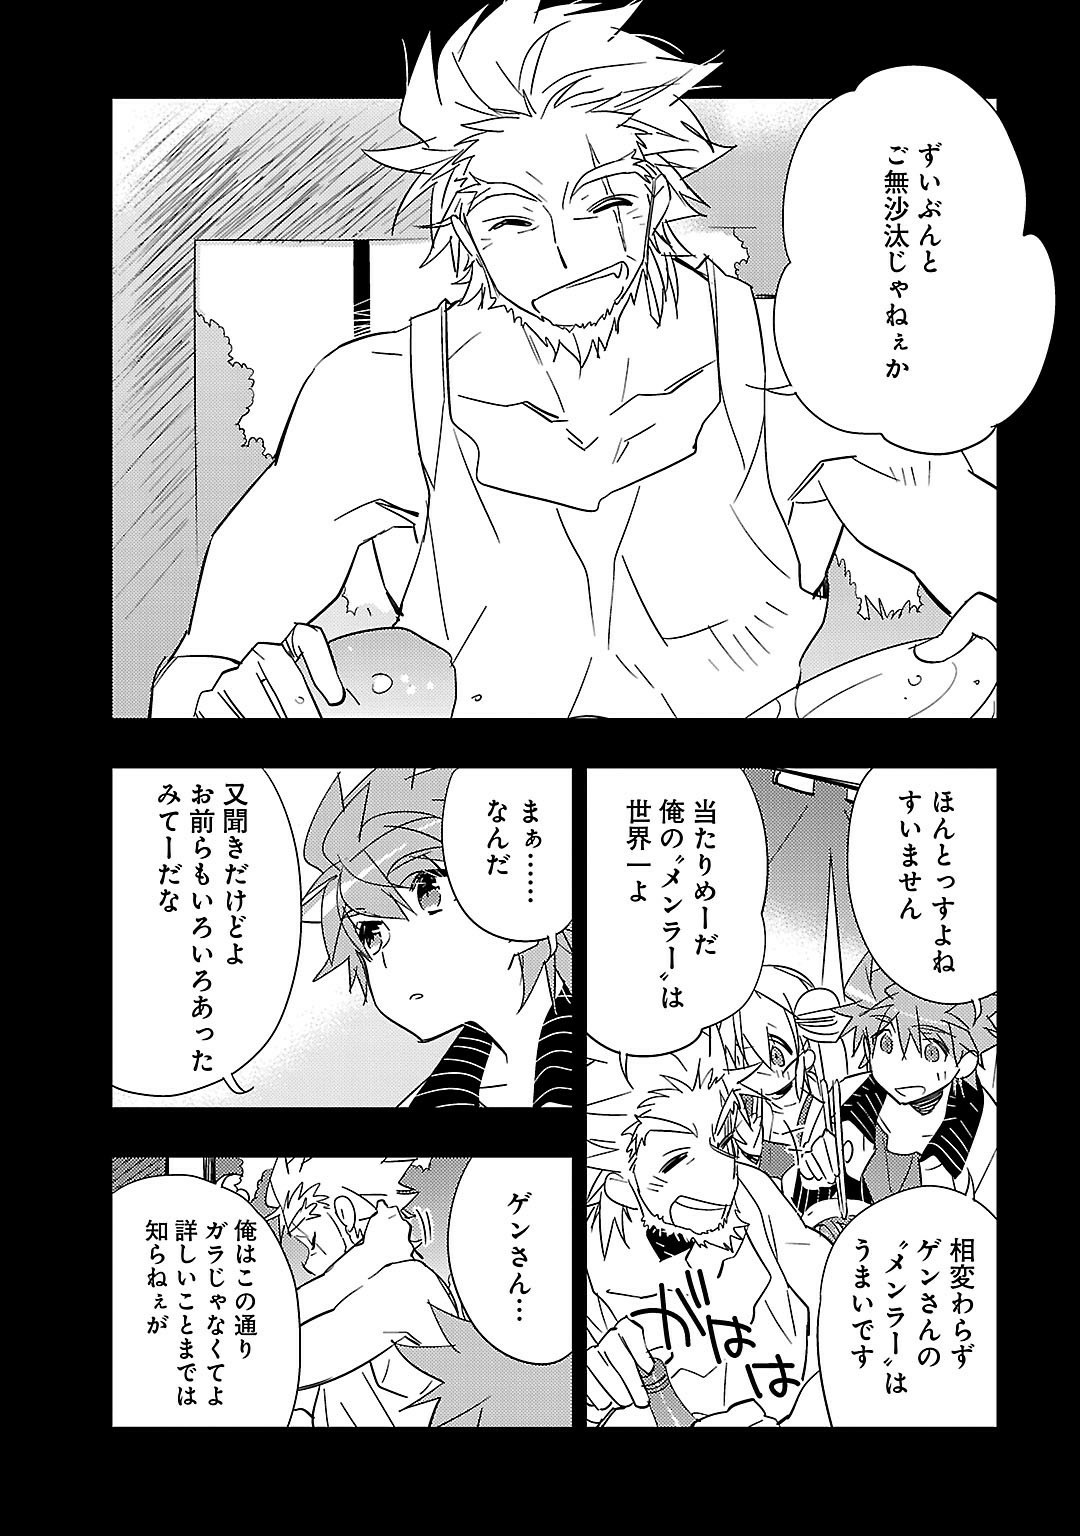 ずいぶんと
ご無沙汰じゃねぇか
ほんとっすよね
すいません
当たりめーだ
俺の〝メンラー〟は
世界一よ
相変わらず
ゲンさんの
〝メンラー〟は
うまいです
がはは
まぁ……
なんだ
又聞きだけどよ
お前らもいろいろあった
みてーだな
ゲンさん…
俺はこの通り
ガラじゃなくてよ
詳しいことまでは
知らねぇが